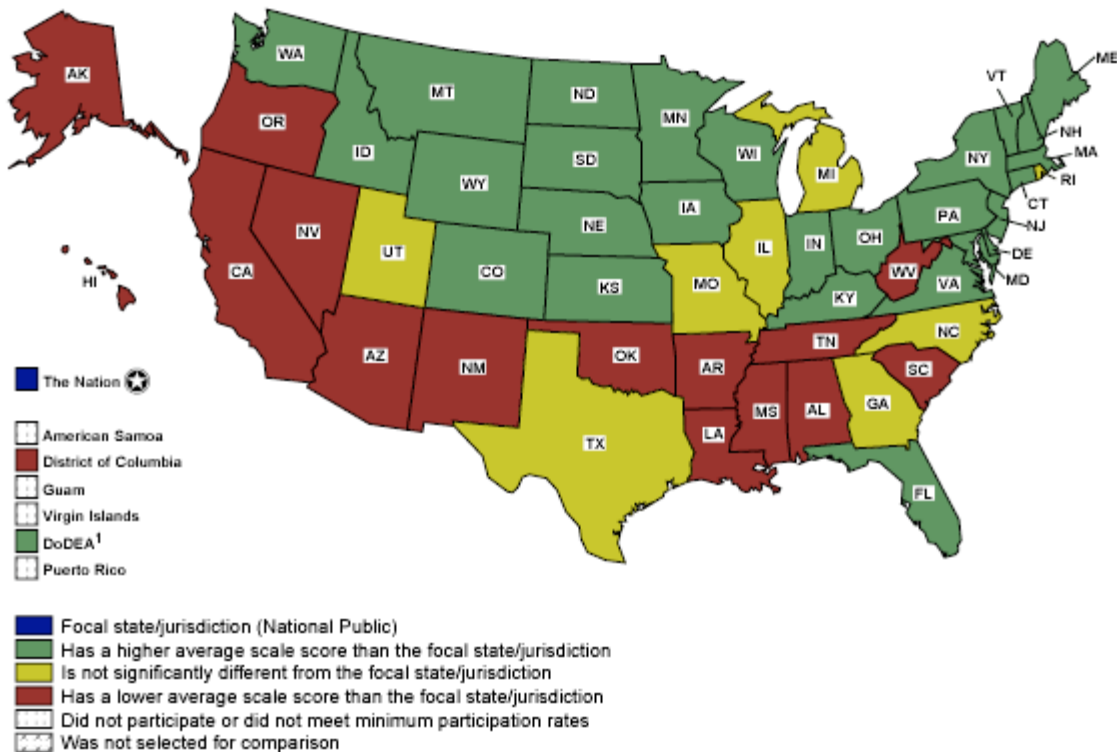 AK
WA
MT
ND
MN
VT
ME
OR
ID
SD
WI
NY
NH
MA
WY
MI
RI
IA
PA
CT
NV
NE
IN
OH
NJ
CA
UT
CO
IL
DE
HI
KS
MO
WV
VA
MD
KY
AZ
NM
OK
AR
TN
NC
SC
MS
AL
GA
LA
TX
FL
The Nation
American Samoa
District of Columbia
Guam
Virgin Islands
DoDEA1
Puerto Rico
Focal state/jurisdiction (National Public)
Has a higher average scale score than the focal state/jurisdiction
Is not significantly different from the focal state/jurisdiction
Has a lower average scale score than the focal state/jurisdiction
Did not participate or did not meet minimum participation rates
Was not selected for comparison